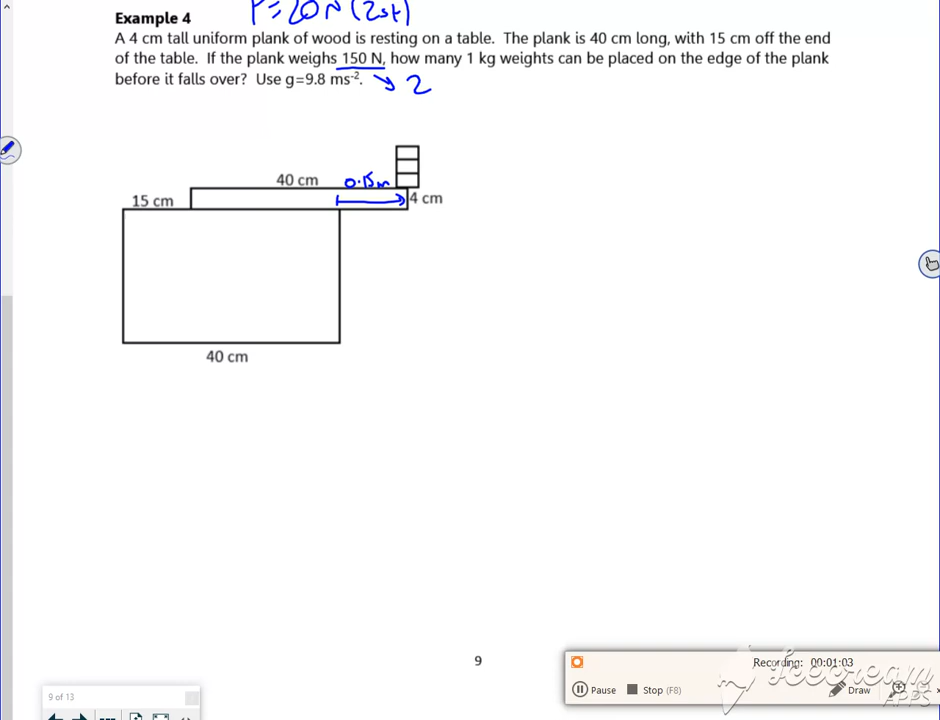 P = 20 N (2sf)
Example 4
A 4 cm tall uniform plank of wood is resting on a table. The plank is 40 cm long, with 15 cm off the end
of the table. If the plank weighs 150 N, how many 1 kg weights can be placed on the edge of the plank
before it falls over? Use g=9.8 ms⁻².
→ 2
40 cm
0.15m
15 cm
4 cm
40 cm
9
Recording: 00:01:03
Pause
Stop (F8)
Draw
Icecream
APPS
9 of 13